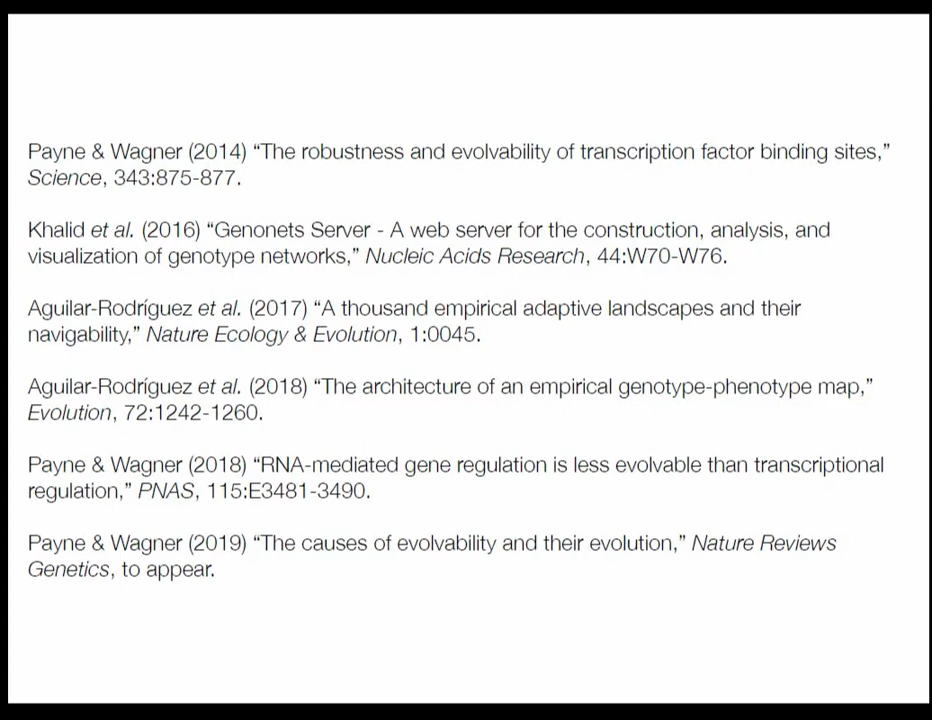 Payne & Wagner (2014) “The robustness and evolvability of transcription factor binding sites,”
Science, 343:875-877.
Khalid et al. (2016) “Genonets Server - A web server for the construction, analysis, and
visualization of genotype networks,” Nucleic Acids Research, 44:W70-W76.
Aguilar-Rodríguez et al. (2017) “A thousand empirical adaptive landscapes and their
navigability,” Nature Ecology & Evolution, 1:0045.
Aguilar-Rodríguez et al. (2018) “The architecture of an empirical genotype-phenotype map,”
Evolution, 72:1242-1260.
Payne & Wagner (2018) “RNA-mediated gene regulation is less evolvable than transcriptional
regulation,” PNAS, 115:E3481-3490.
Payne & Wagner (2019) “The causes of evolvability and their evolution,” Nature Reviews
Genetics, to appear.